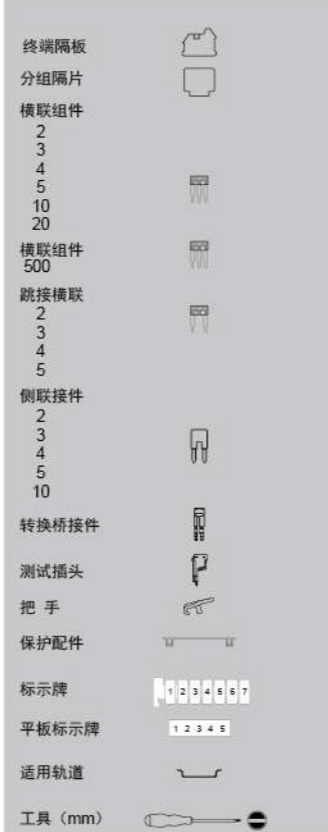 终端隔板
分组隔片
横联组件
2
3
4
5
10
20
横联组件
500
跳接横联
2
3
4
5
侧联接件
2
3
4
5
10
转换桥接件
测试插头
把 手
保护配件
标示牌 1 2 3 4 5 6 7
平板标示牌 1 2 3 4 5
适用轨道
工具（mm）